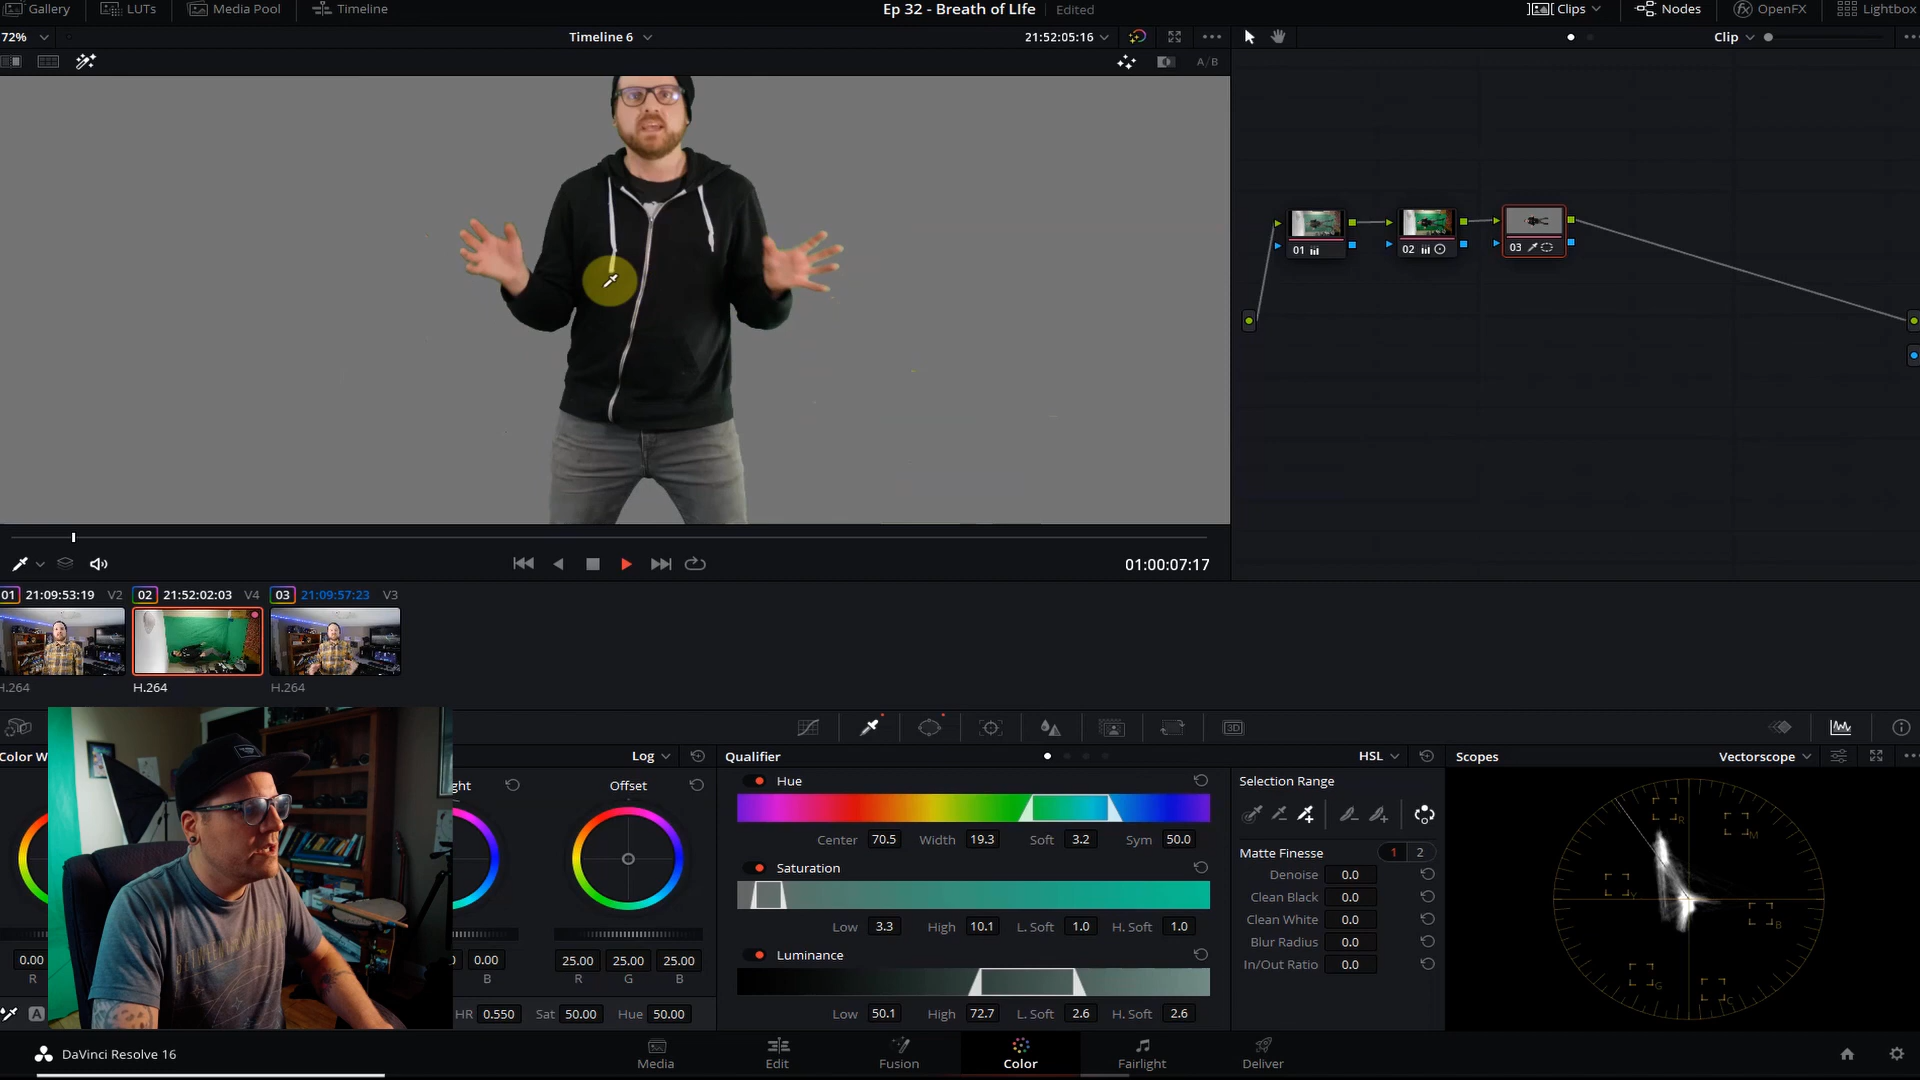 Gallery LUTs Media Pool Timeline Ep 32 - Breath of LIfe Edited Clips Nodes OpenFX Lightbox
72% Timeline 6 21:52:05:16 Clip
A/B
01 02 03
01:00:07:17
01 21:09:53:19 V2 02 21:52:02:03 V4 03 21:09:57:23 V3
H.264 H.264 H.264
Color W Log Qualifier HSL Scopes Vectorscope
ght Offset Hue Selection Range
Center 70.5 Width 19.3 Soft 3.2 Sym 50.0
Matte Finesse 1 2
Saturation Denoise 0.0
Clean Black 0.0
Low 3.3 High 10.1 L. Soft 1.0 H. Soft 1.0 Clean White 0.0
Blur Radius 0.0
Luminance In/Out Ratio 0.0
0.00 0.00 25.00 25.00 25.00
R B R G B
A HR 0.550 Sat 50.00 Hue 50.00 Low 50.1 High 72.7 L. Soft 2.6 H. Soft 2.6
R M Y B G C
DaVinci Resolve 16 Media Edit Fusion Color Fairlight Deliver